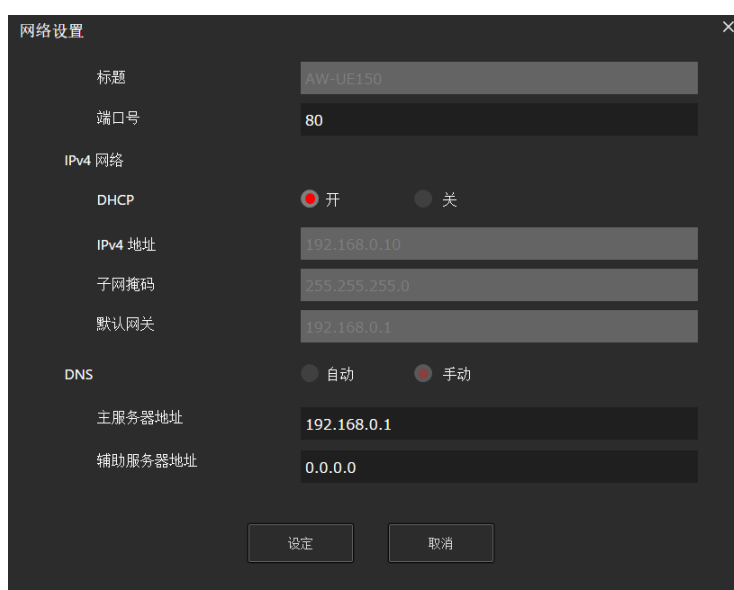 网络设置
×
标题 AW-UE150
端口号 80
IPv4 网络
DHCP 开 关
IPv4 地址 192.168.0.10
子网掩码 255.255.255.0
默认网关 192.168.0.1
DNS 自动 手动
主服务器地址 192.168.0.1
辅助服务器地址 0.0.0.0
设定 取消